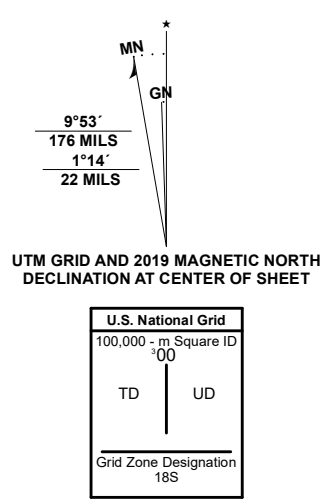 ★
MN
GN
9°53´
176 MILS
1°14´
22 MILS
UTM GRID AND 2019 MAGNETIC NORTH
DECLINATION AT CENTER OF SHEET
U.S. National Grid
100,000 - m Square ID
³00
TD UD
Grid Zone Designation
18S